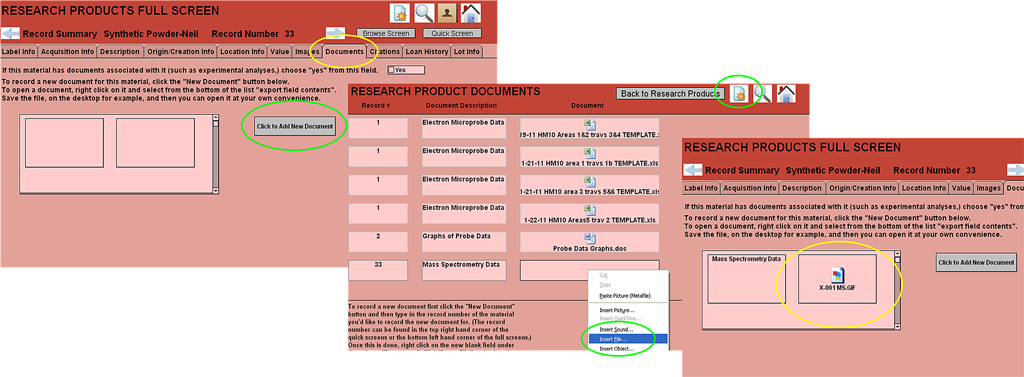 RESEARCH PRODUCTS FULL SCREEN
Record Summary Synthetic Powder-Neil Record Number 33
Browse Screen Quick Screen
Label Info Acquisition Info Description Origin/Creation Info Location Info Value Images Documents Citations Loan History Lot Info
If this material has documents associated with it (such as experimental analyses,) choose "yes" from this field. Yes
To record a new document for this material, click the "New Document" button below.
To open a document, right click on it and select from the bottom of the list "export field contents".
Save the file, on the desktop for example, and then you can open it at your own convenience.
Click to Add New Document
RESEARCH PRODUCT DOCUMENTS
Back to Research Products
Record # Document Description Document
1 Electron Microprobe Data
19-11 HM10 Areas 1&2 travs 3&4 TEMPLATE.
1 Electron Microprobe Data
1-21-11 HM10 area 1 travs 1b TEMPLATE.xls
1 Electron Microprobe Data
1-21-11 HM10 area 3 travs 5&6 TEMPLATE.xls
1 Electron Microprobe Data
1-22-11 HM10 Areas5 trav 2 TEMPLATE.xls
2 Graphs of Probe Data
Probe Data Graphs.doc
33 Mass Spectrometry Data
Cut
Copy
Paste Picture (Metafile)
Insert Picture...
Insert QuickTime...
Insert Sound...
Insert File...
Insert Object...
To record a new document first click the "New Document"
button and then type in the record number of the material
you'd like to record the new document for. (The record
number can be found in the top right hand corner of the
quick screens or the bottom left hand corner of the full screens.)
Once this is done, right click on the new blank field under
RESEARCH PRODUCTS FULL SCREEN
Record Summary Synthetic Powder-Neil Record Number 33
Label Info Acquisition Info Description Origin/Creation Info Location Info Value Images Docu
If this material has documents associated with it (such as experimental analyses,) choose "yes" from
To record a new document for this material, click the "New Document" button below.
To open a document, right click on it and select from the bottom of the list "export field contents".
Save the file, on the desktop for example, and then you can open it at your own convenience.
Mass Spectrometry Data
X-001 MS.GIF
Click to Add New Document